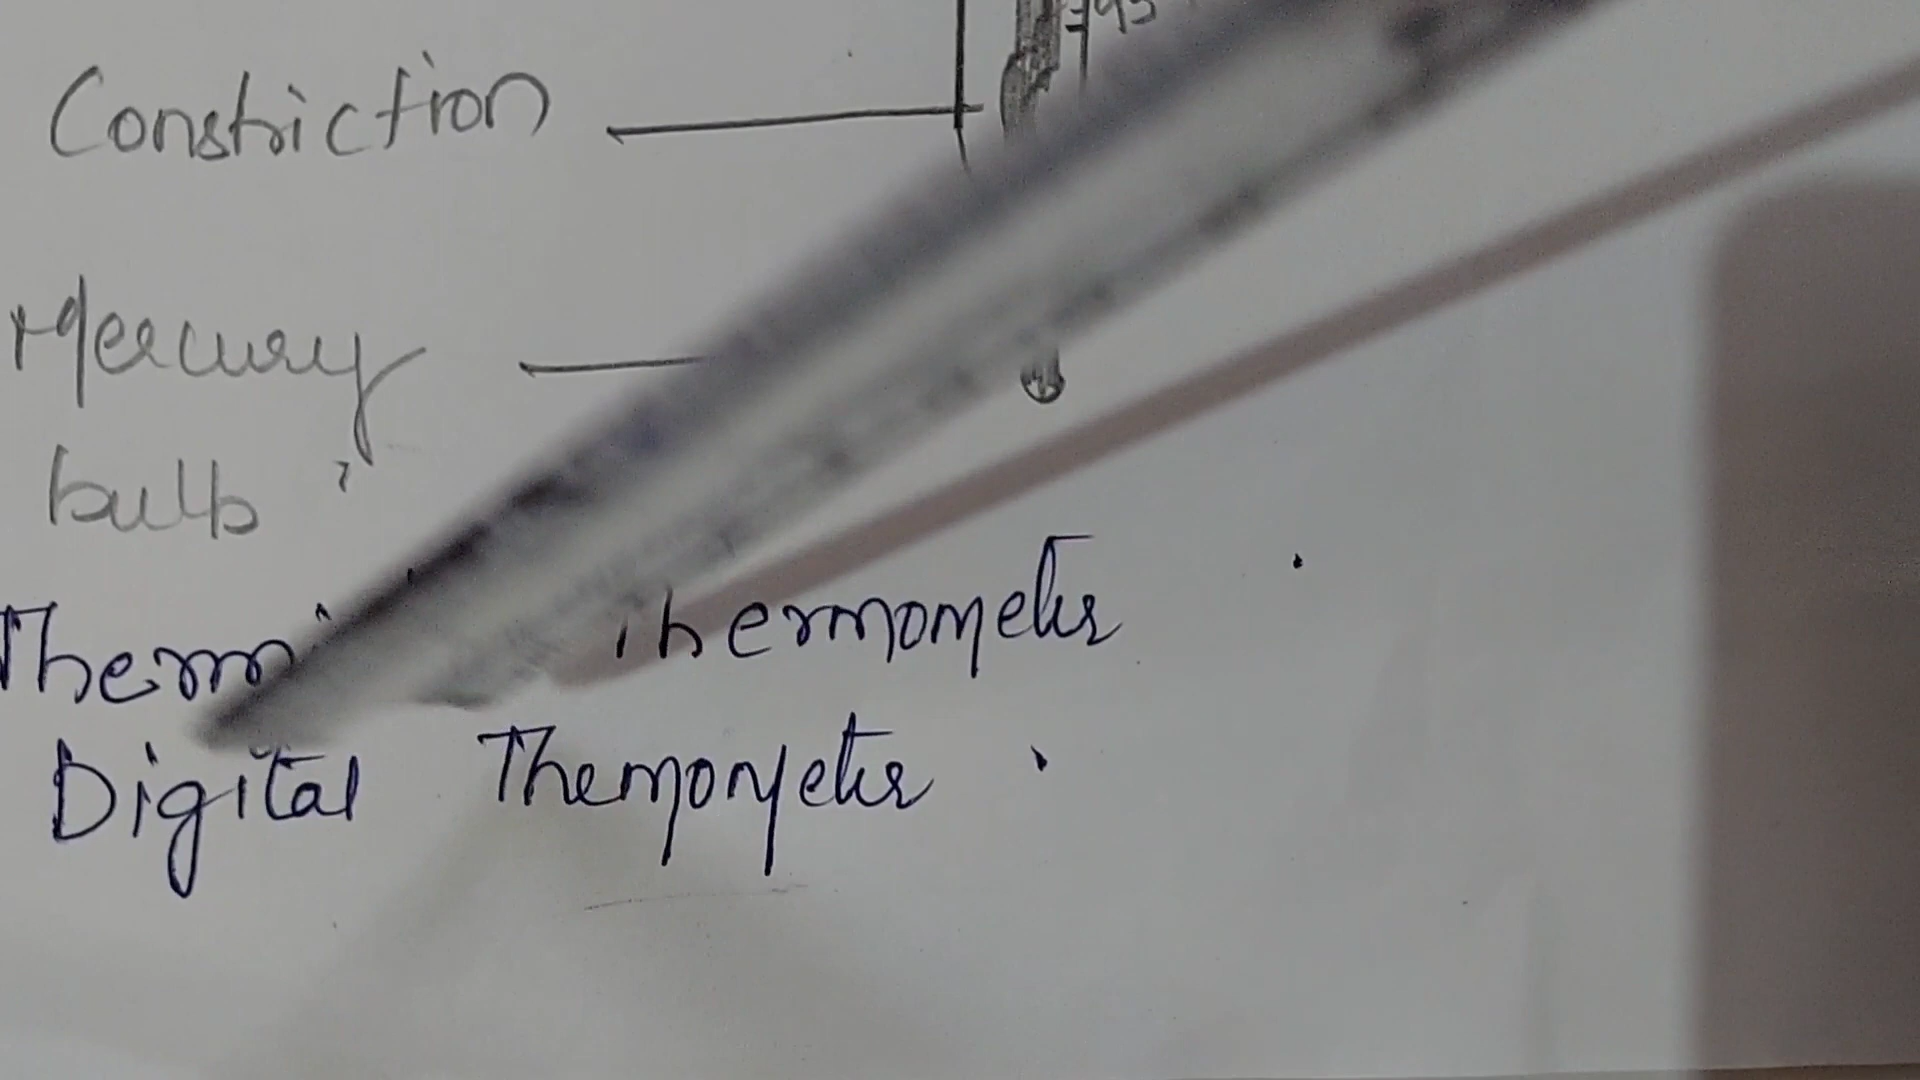 Constriction
Mercury
bulb
Thermometer
Digital Themometer .